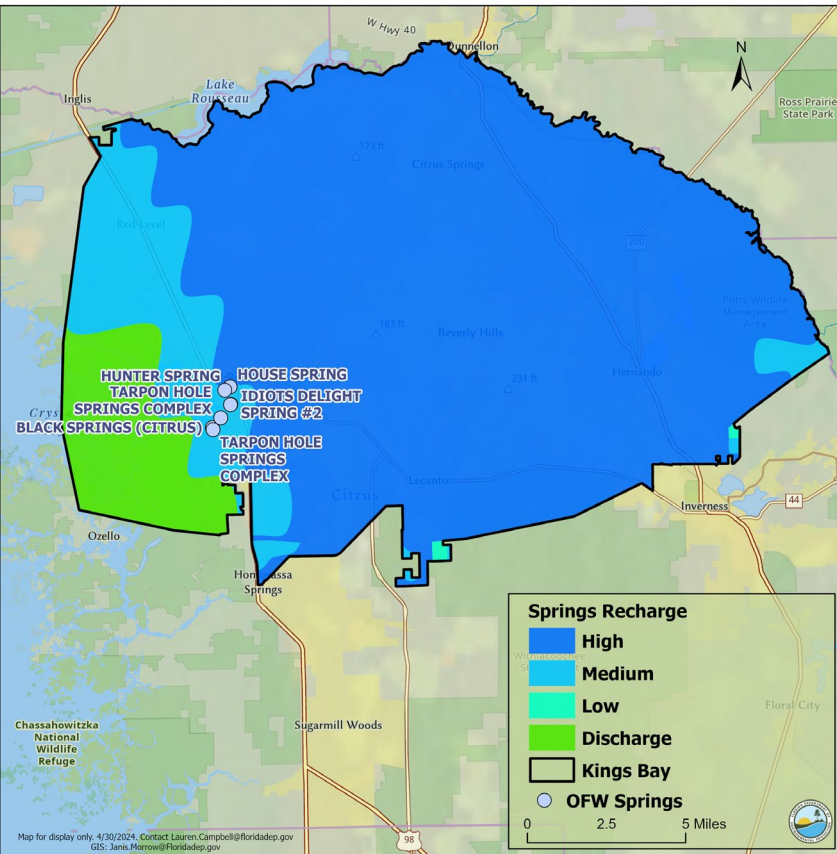 W Hwy 40
Dunnellon
N
Lake
Rousseau
Inglis
Ross Prairie
State Park
173 ft
Citrus Springs
Red Level
200
Potts Wildlife
Management
Area
183 ft
Beverly Hills
Hernando
231 ft
HUNTER SPRING
HOUSE SPRING
TARPON HOLE
SPRINGS COMPLEX
IDIOTS DELIGHT
SPRING #2
Crys
BLACK SPRINGS (CITRUS)
TARPON HOLE
SPRINGS
COMPLEX
Lecanto
Citrus
Inverness
44
Ozello
Springs
Springs Recharge
High
Medium
Low
Discharge
Kings Bay
OFW Springs
0 2.5 5 Miles
Floral City
Chassahowitzka
National
Wildlife
Refuge
Sugarmill Woods
98
Map for display only. 4/30/2024. Contact Lauren.Campbell@floridadep.gov
GIS: Janis.Morrow@Floridadep.gov